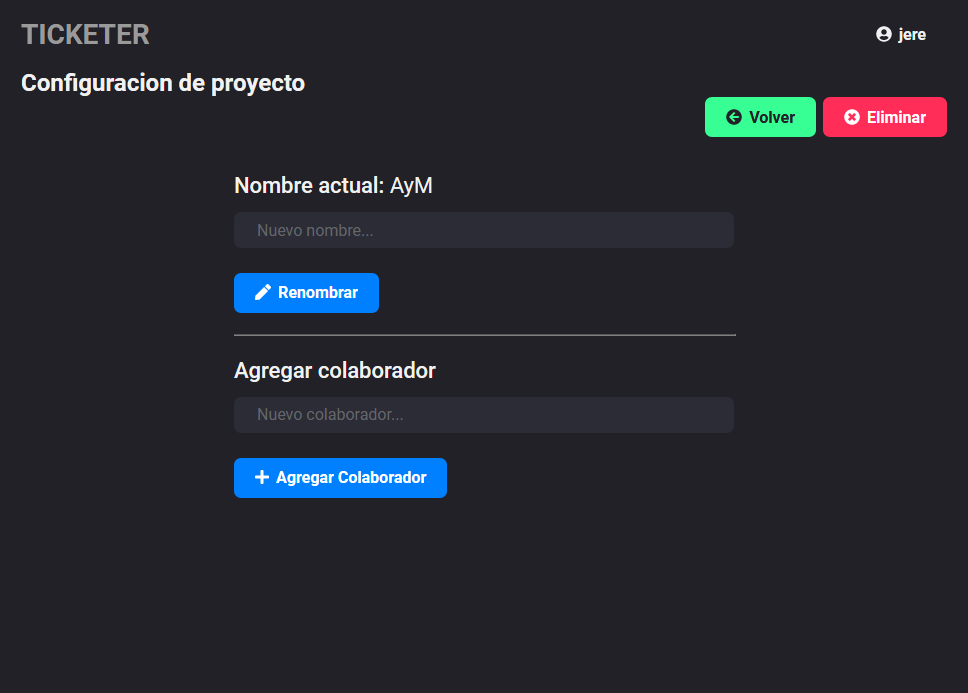 TICKETER
jere
Configuracion de proyecto
Volver
Eliminar
Nombre actual: AyM
Nuevo nombre...
Renombrar
Agregar colaborador
Nuevo colaborador...
Agregar Colaborador